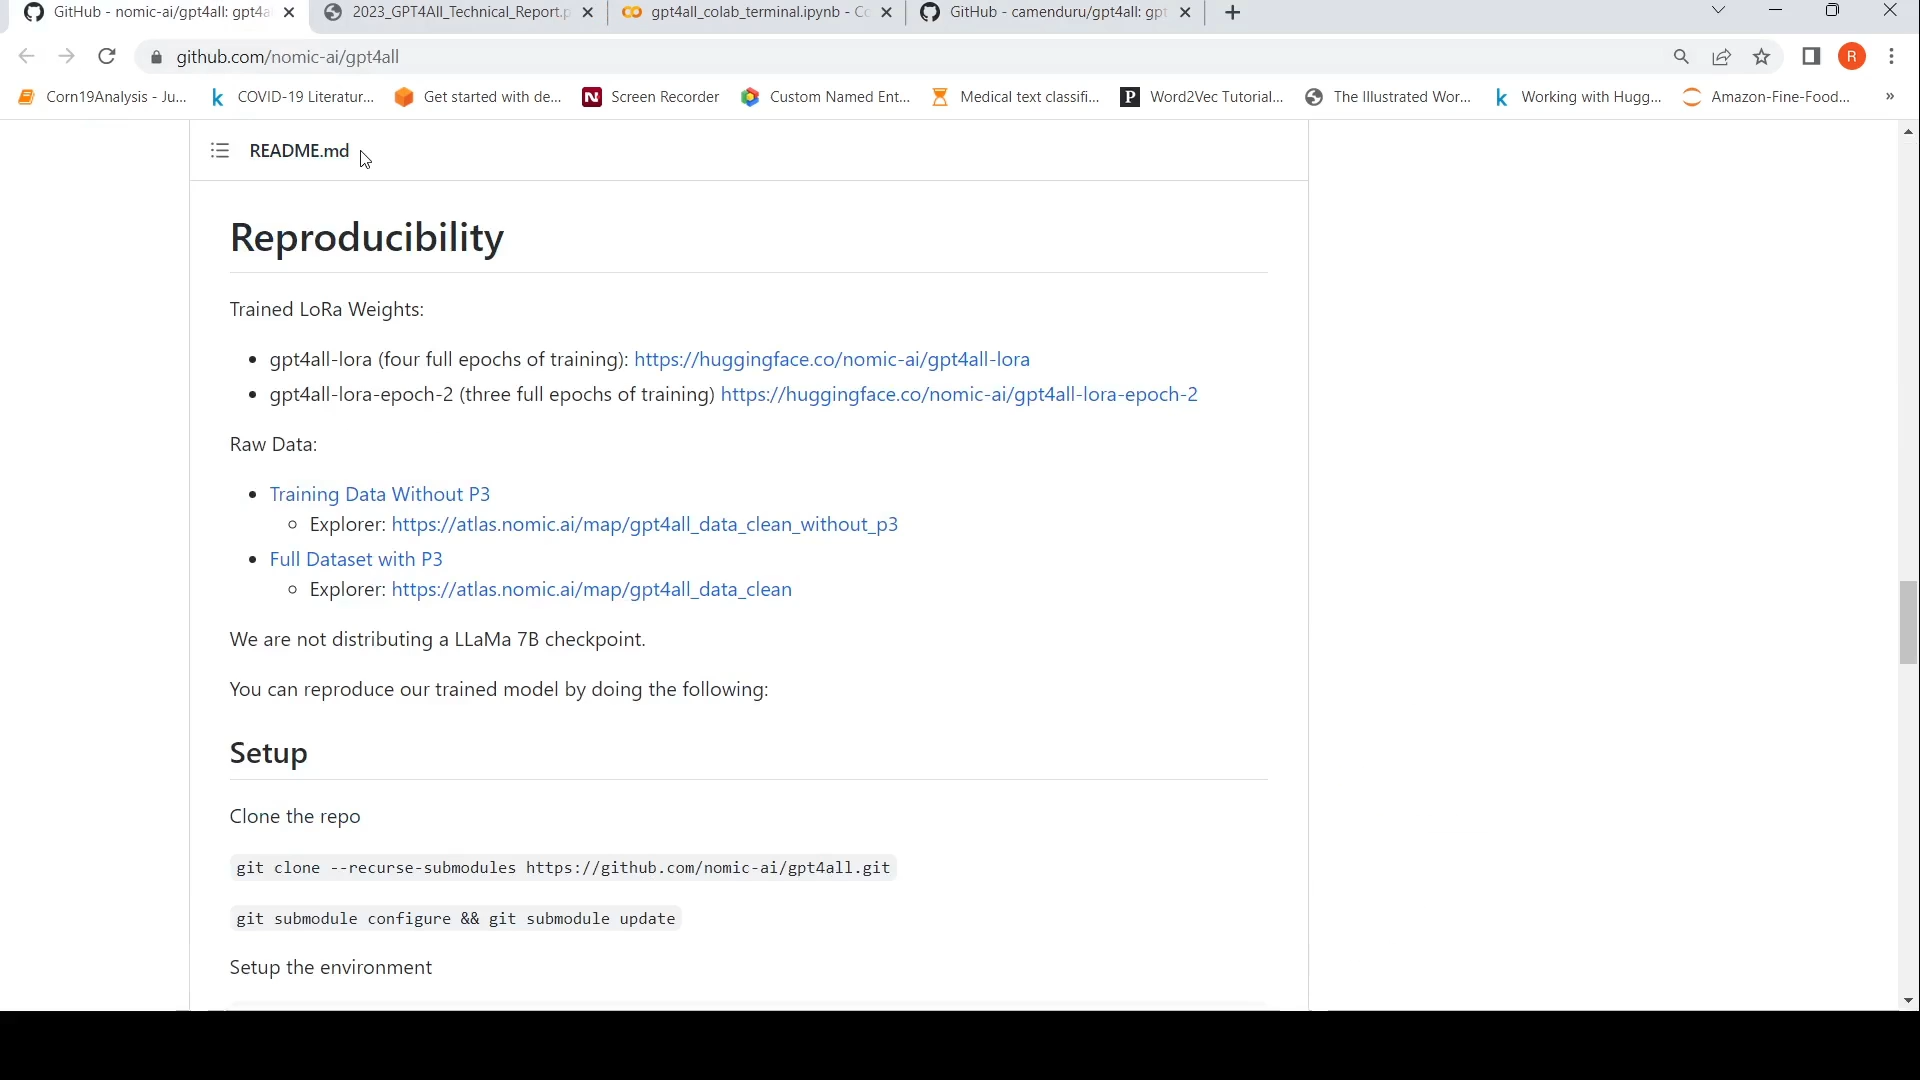 GitHub - nomic-ai/gpt4all: gpt4a
2023_GPT4All_Technical_Report.p
gpt4all_colab_terminal.ipynb - Co
GitHub - camenduru/gpt4all: gpt
github.com/nomic-ai/gpt4all
R
Corn19Analysis - Ju...
COVID-19 Literatur...
Get started with de...
Screen Recorder
Custom Named Ent...
Medical text classifi...
Word2Vec Tutorial...
The Illustrated Wor...
Working with Hugg...
Amazon-Fine-Food...
»
README.md
Reproducibility
Trained LoRa Weights:
• gpt4all-lora (four full epochs of training): https://huggingface.co/nomic-ai/gpt4all-lora
• gpt4all-lora-epoch-2 (three full epochs of training) https://huggingface.co/nomic-ai/gpt4all-lora-epoch-2
Raw Data:
• Training Data Without P3
○ Explorer: https://atlas.nomic.ai/map/gpt4all_data_clean_without_p3
• Full Dataset with P3
○ Explorer: https://atlas.nomic.ai/map/gpt4all_data_clean
We are not distributing a LLaMa 7B checkpoint.
You can reproduce our trained model by doing the following:
Setup
Clone the repo
git clone --recurse-submodules https://github.com/nomic-ai/gpt4all.git
git submodule configure && git submodule update
Setup the environment